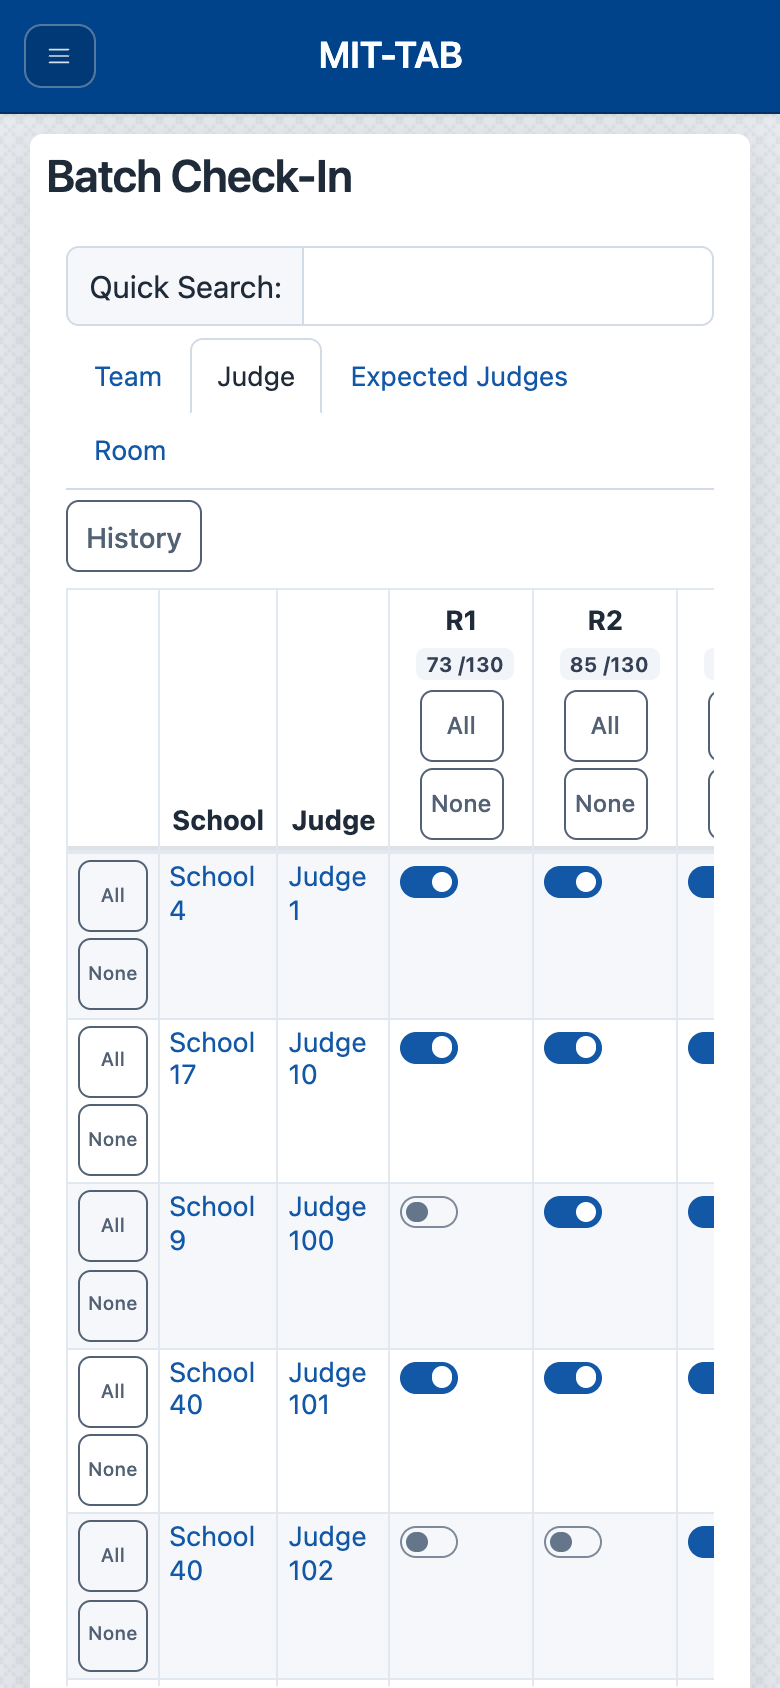 MIT-TAB
Batch Check-In
Quick Search:
Team Judge Expected Judges
Room
History
R1 R2
73 /130 85 /130
All All
None None
School Judge
All School 4 Judge 1
None
All School 17 Judge 10
None
All School 9 Judge 100
None
All School 40 Judge 101
None
All School 40 Judge 102
None